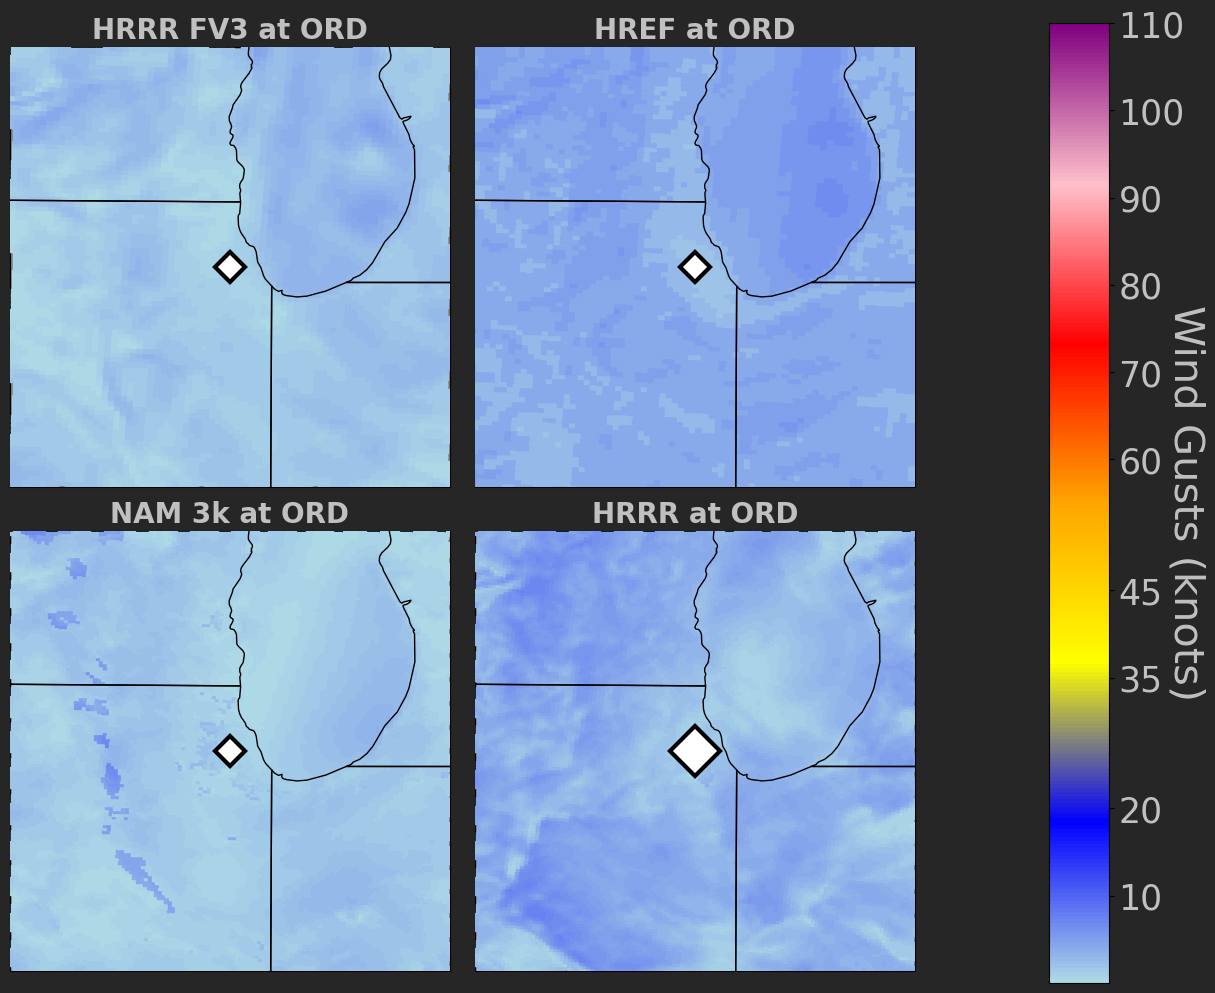 HRRR FV3 at ORD
HREF at ORD
NAM 3k at ORD
HRRR at ORD
110
100
90
80
70
60
45
35
20
10
Wind Gusts (knots)